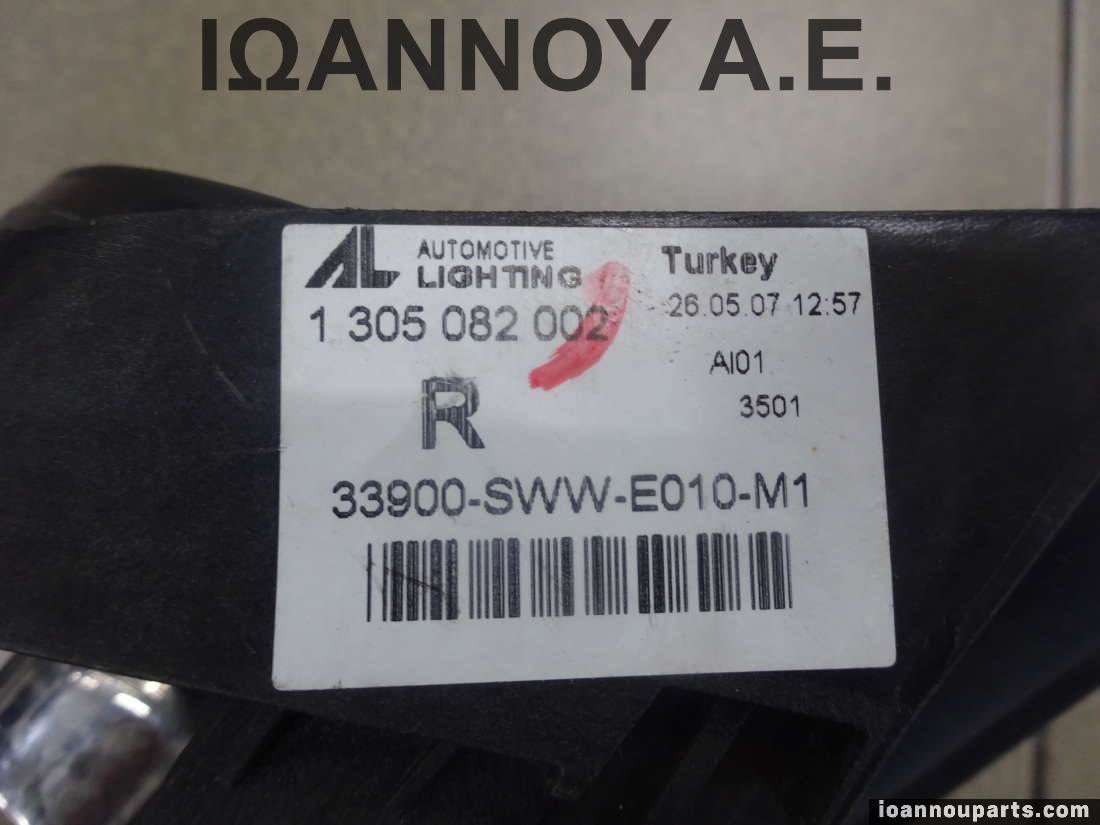 ΙΩΑΝΝΟΥ Α.Ε.
AL AUTOMOTIVE LIGHTING
Turkey
1 305 082 002
26.05.07 12:57
AI01
3501
R
33900-SWW-E010-M1
ioannouparts.com